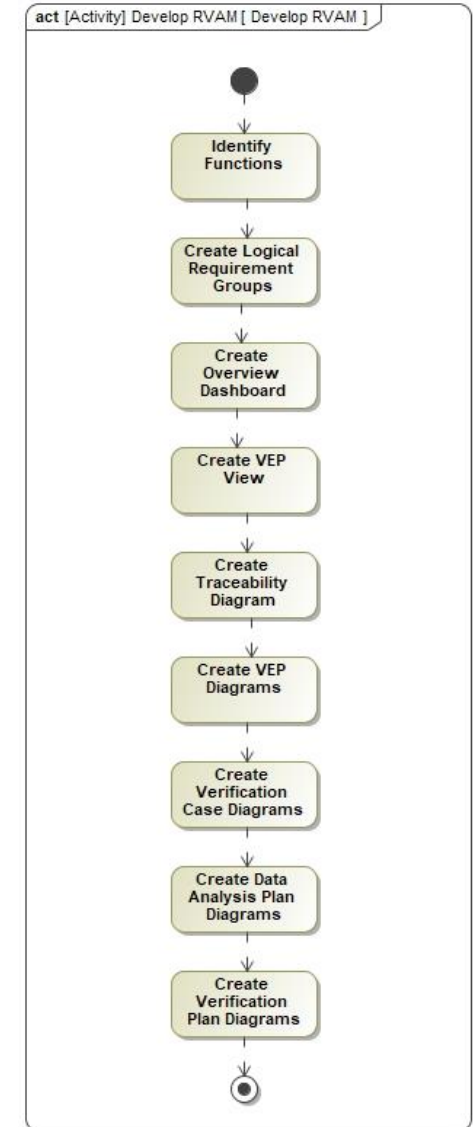 act [Activity] Develop RVAM [ Develop RVAM ]
Identify
Functions
Create Logical
Requirement
Groups
Create
Overview
Dashboard
Create VEP
View
Create
Traceability
Diagram
Create VEP
Diagrams
Create
Verification
Case Diagrams
Create Data
Analysis Plan
Diagrams
Create
Verification
Plan Diagrams